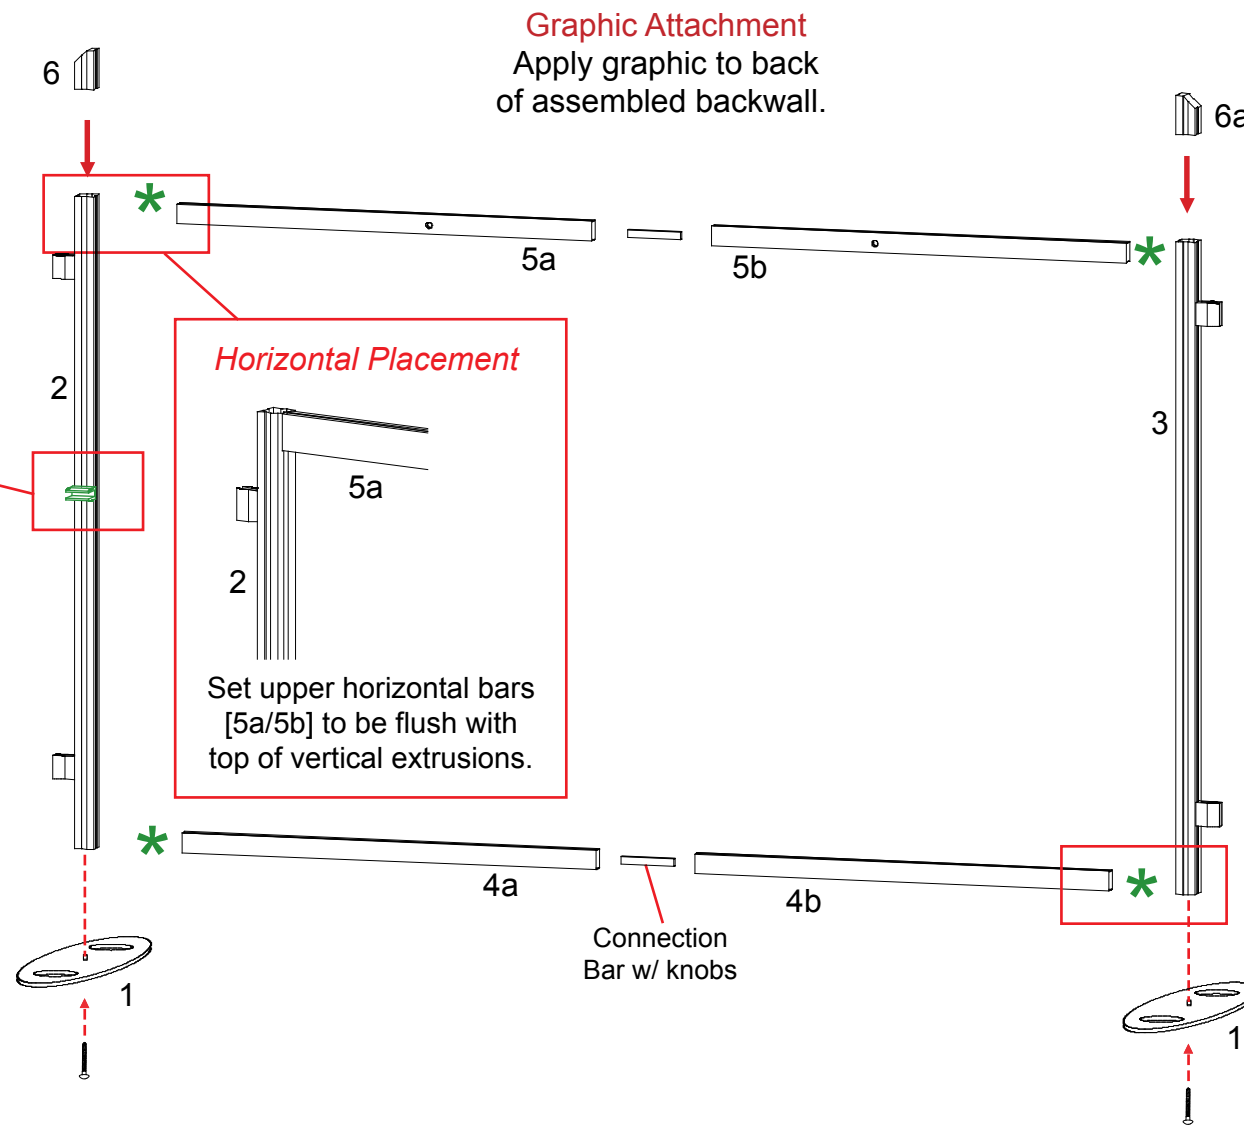 Graphic Attachment
Apply graphic to back
of assembled backwall.
6
6a
5a
5b
2
3
Horizontal Placement
5a
2
Set upper horizontal bars
[5a/5b] to be flush with
top of vertical extrusions.
*
*
*
*
4a
4b
Connection
Bar w/ knobs
1
1